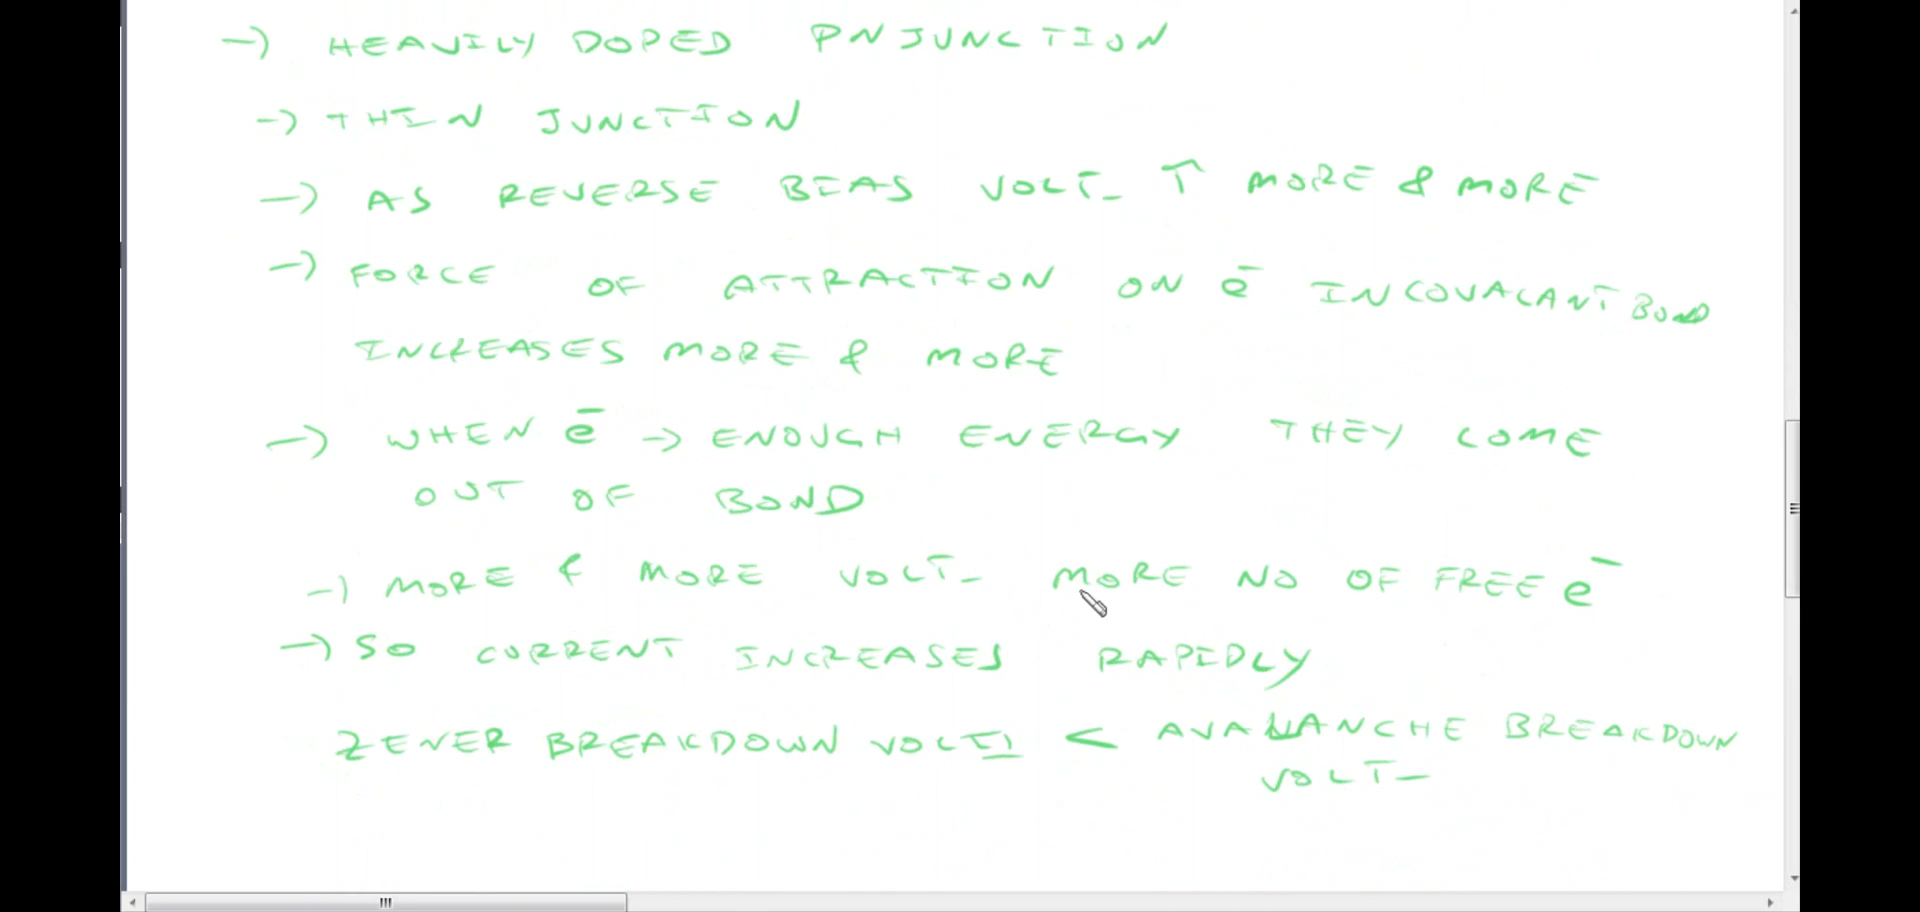 → HEAVILY DOPED PN JUNCTION
→ THIN JUNCTION
→ AS REVERSE BIAS VOLT_ ↑ MORE & MORE
→ FORCE OF ATTRACTION ON e⁻ IN COVACANT BOND
INCREASES MORE & MORE
→ WHEN e⁻ → ENOUGH ENERGY THEY COME
OUT OF BOND
→ MORE & MORE VOLT_ MORE NO OF FREE e⁻
→ SO CURRENT INCREASES RAPIDLY
ZENER BREAKDOWN VOLT_ < AVALANCHE BREAKDOWN
VOLT_